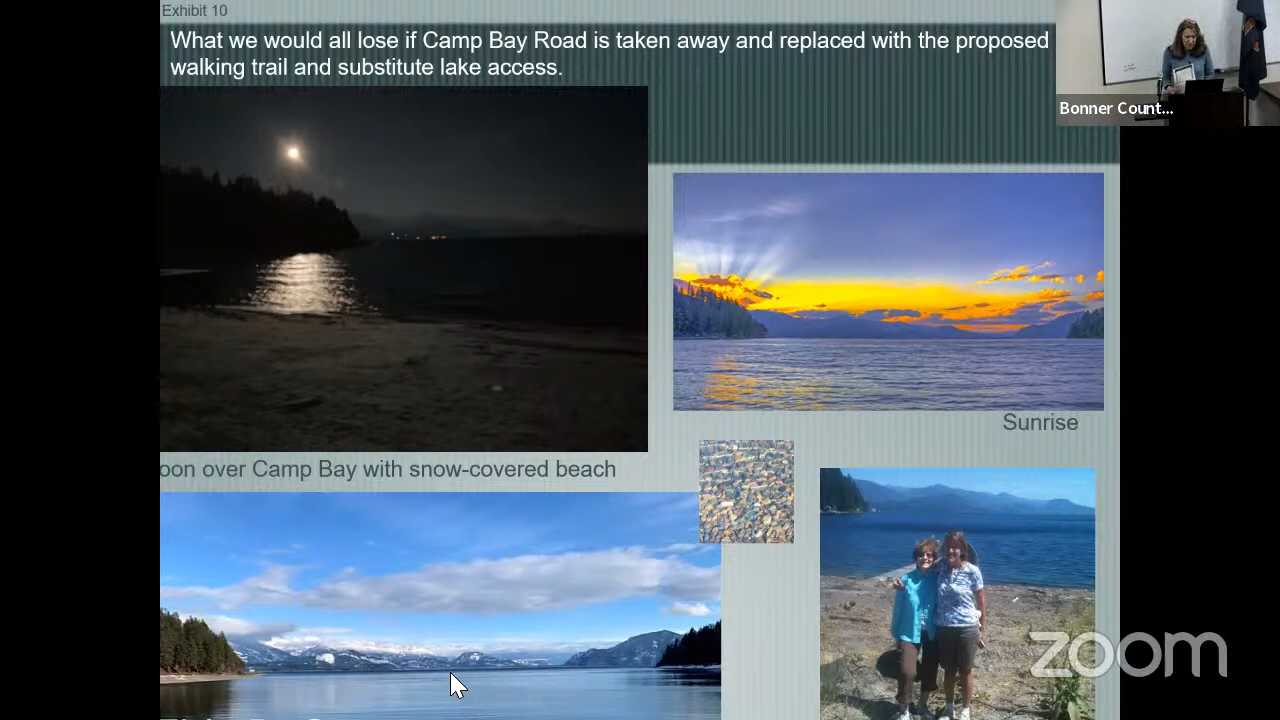 Exhibit 10
What we would all lose if Camp Bay Road is taken away and replaced with the proposed
walking trail and substitute lake access.
Bonner Count...
Sunrise
oon over Camp Bay with snow-covered beach
zoom